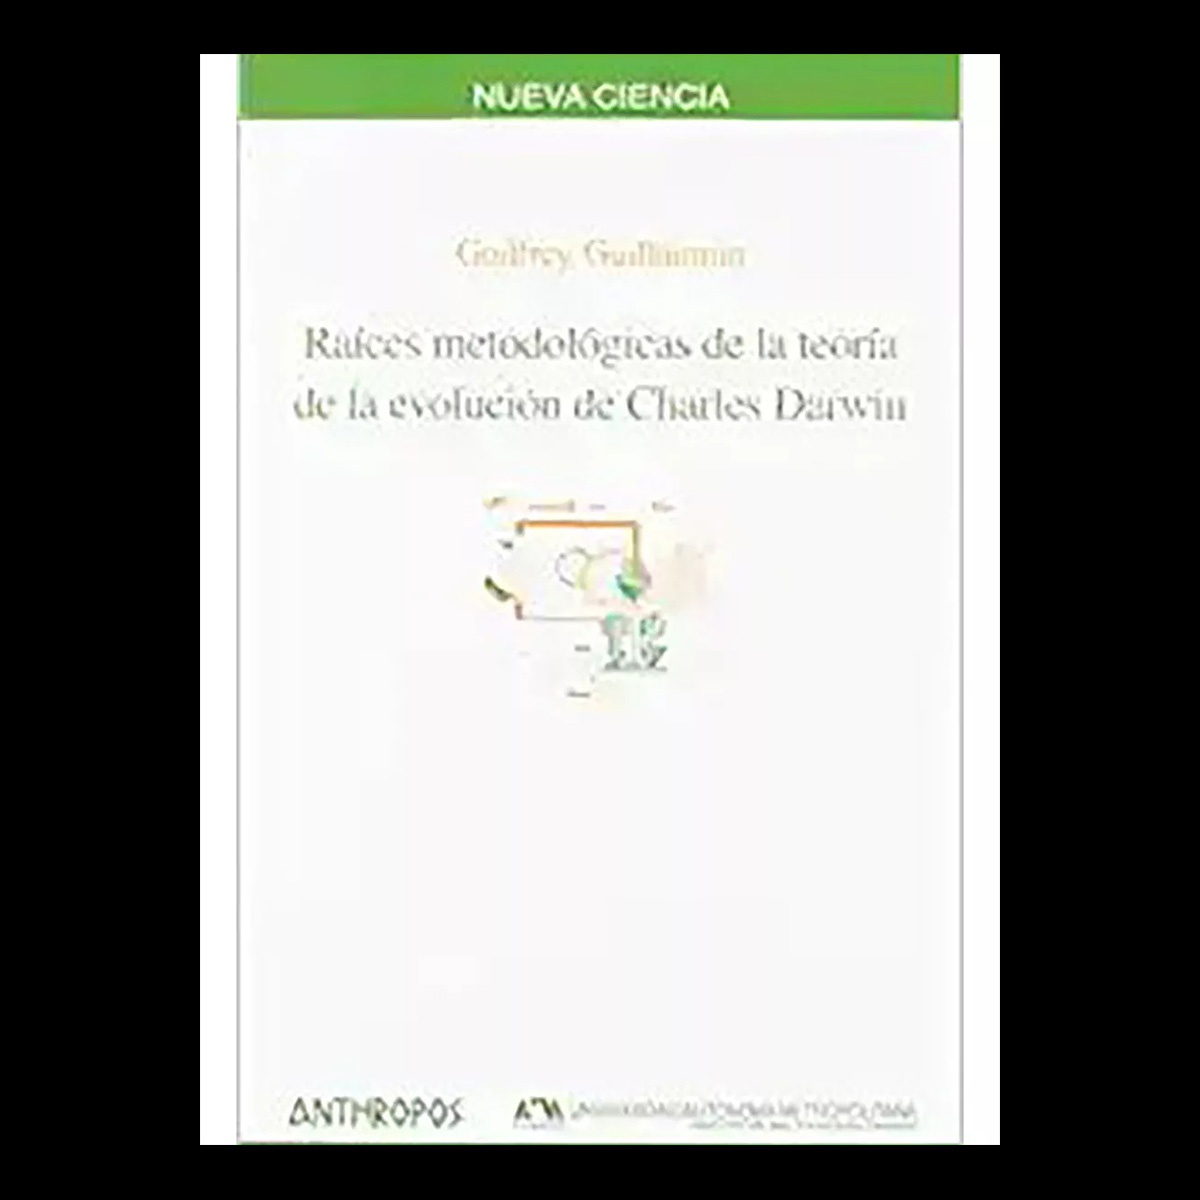 NUEVA CIENCIA
Godfrey Guillaumin
Raíces metodológicas de la teoría
de la evolución de Charles Darwin
ANTHROPOS
UNIVERSIDAD AUTONOMA METROPOLITANA